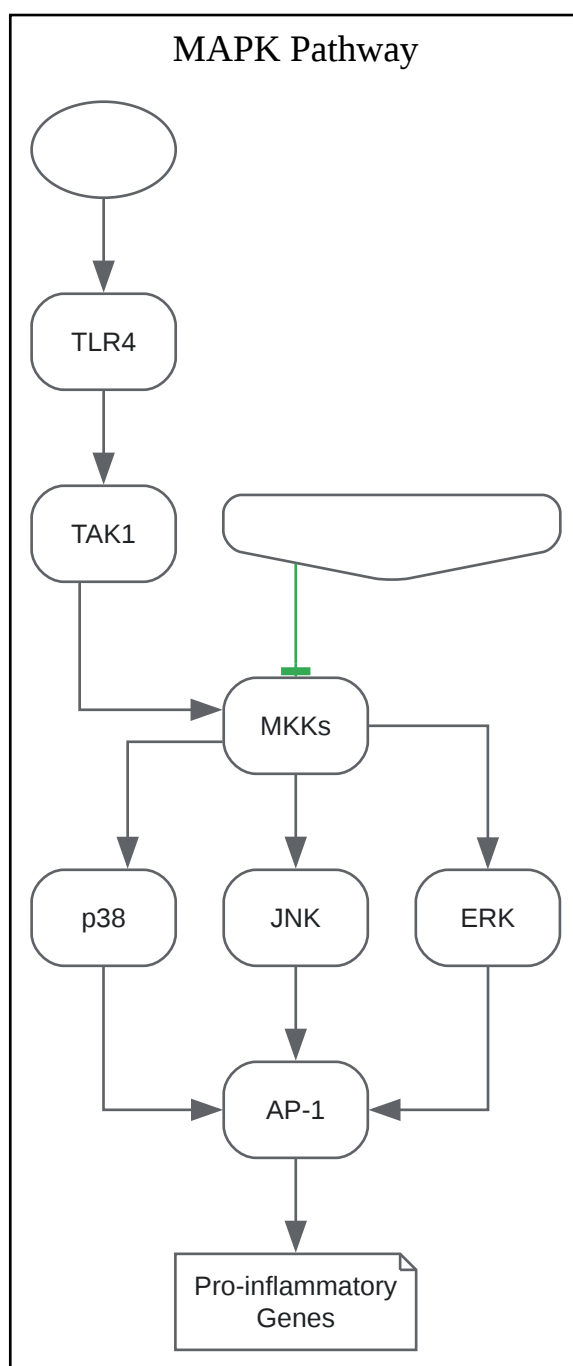 MAPK Pathway
TLR4
TAK1
MKKs
p38
JNK
ERK
AP-1
Pro-inflammatory
Genes